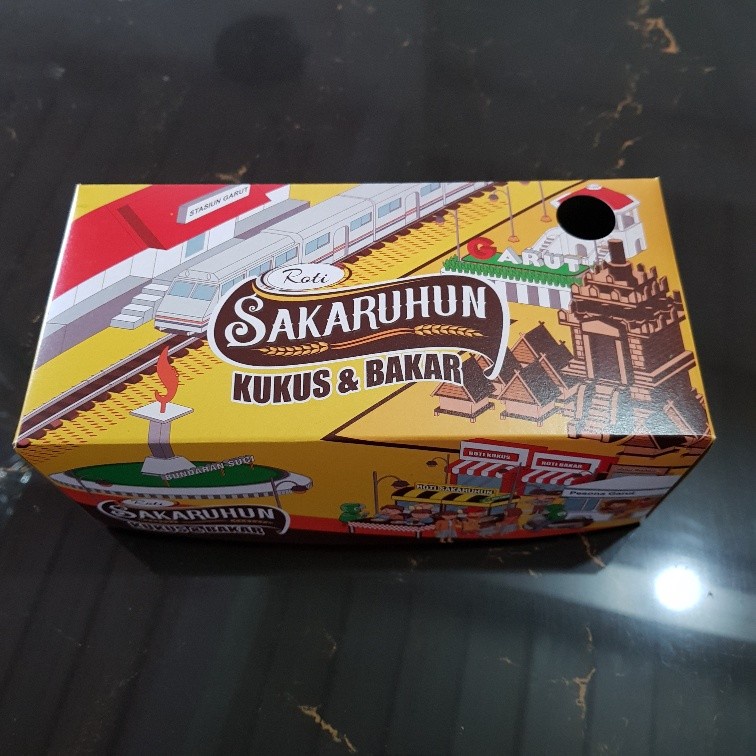 STASIUN GARUT
GARUT
Roti
SAKARUHUN
KUKUS & BAKAR
BUNDARAN SUCI
ROTI KUKUS
ROTI BAKAR
ROTI SAKARUHUN
Pesona Garut
Roti
SAKARUHUN
KUKUS & BAKAR